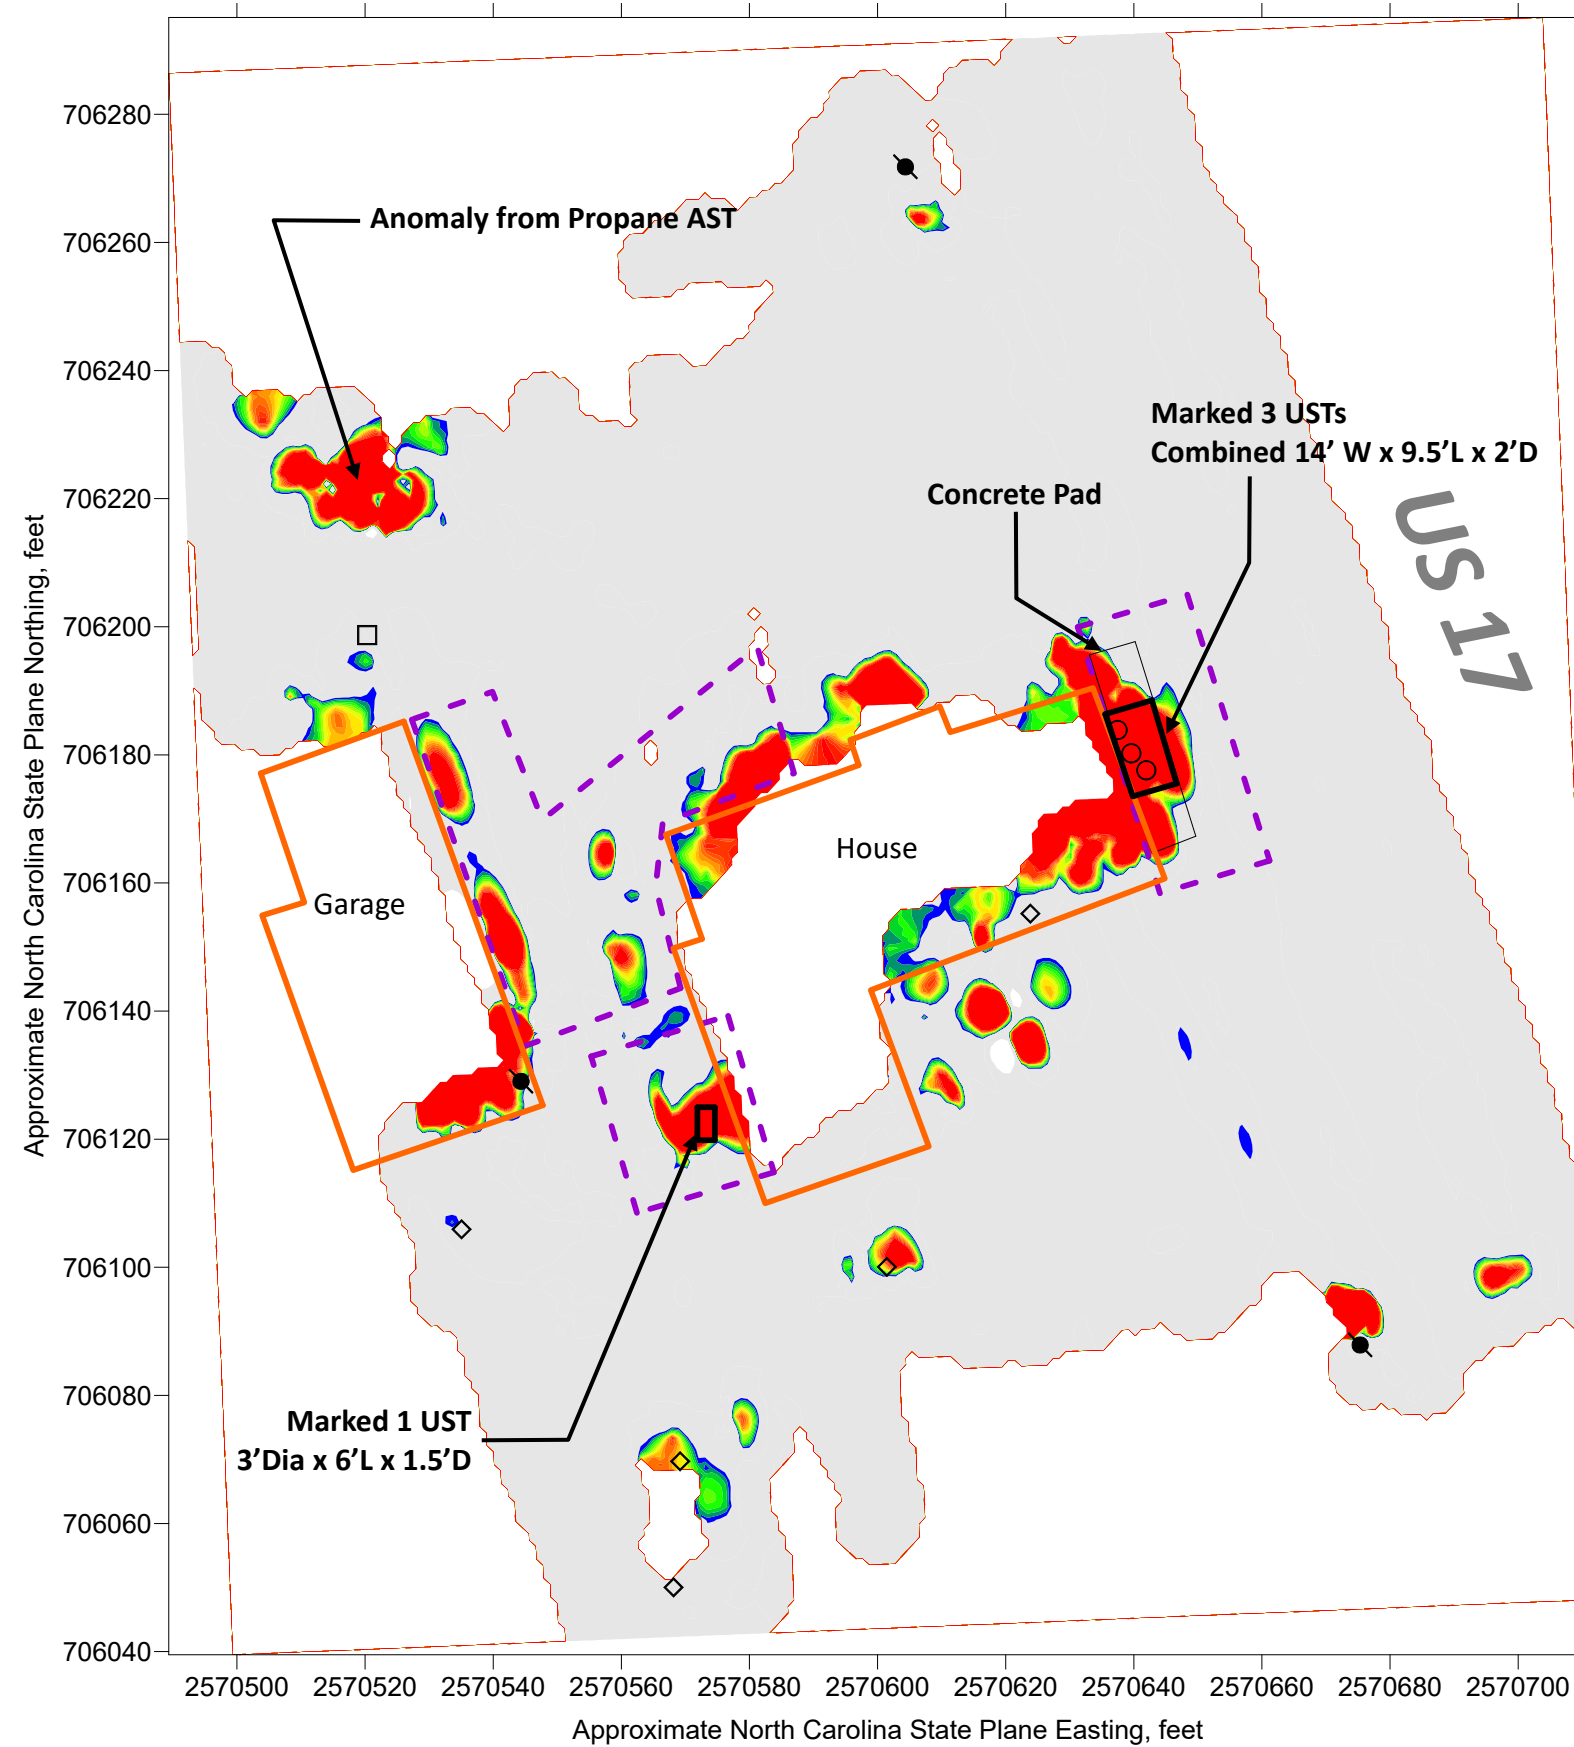 706280
706260
706240
706220
706200
706180
706160
706140
706120
706100
706080
706060
706040
Approximate North Carolina State Plane Northing, feet
Anomaly from Propane AST
Marked 3 USTs
Combined 14' W x 9.5'L x 2'D
Concrete Pad
US 17
House
Garage
Marked 1 UST
3'Dia x 6'L x 1.5'D
2570500 2570520 2570540 2570560 2570580 2570600 2570620 2570640 2570660 2570680 2570700
Approximate North Carolina State Plane Easting, feet